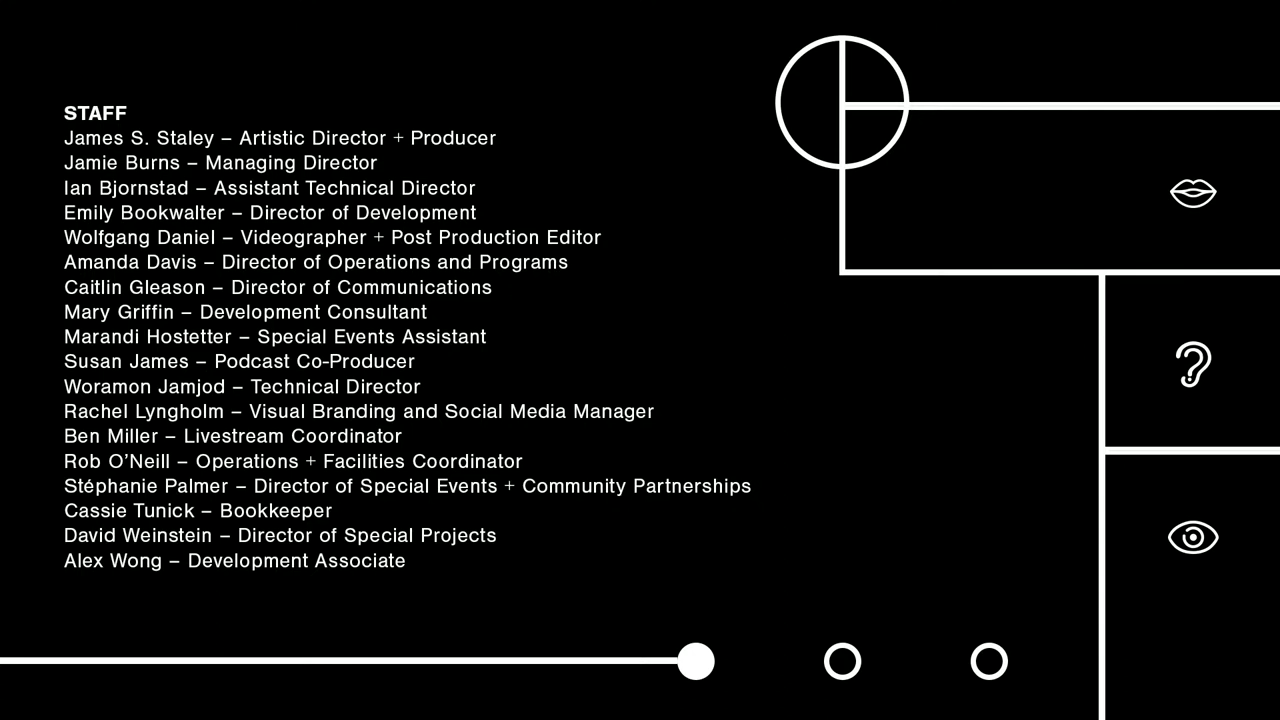 STAFF
James S. Staley – Artistic Director + Producer
Jamie Burns – Managing Director
Ian Bjornstad – Assistant Technical Director
Emily Bookwalter – Director of Development
Wolfgang Daniel – Videographer + Post Production Editor
Amanda Davis – Director of Operations and Programs
Caitlin Gleason – Director of Communications
Mary Griffin – Development Consultant
Marandi Hostetter – Special Events Assistant
Susan James – Podcast Co-Producer
Woramon Jamjod – Technical Director
Rachel Lyngholm – Visual Branding and Social Media Manager
Ben Miller – Livestream Coordinator
Rob O’Neill – Operations + Facilities Coordinator
Stéphanie Palmer – Director of Special Events + Community Partnerships
Cassie Tunick – Bookkeeper
David Weinstein – Director of Special Projects
Alex Wong – Development Associate